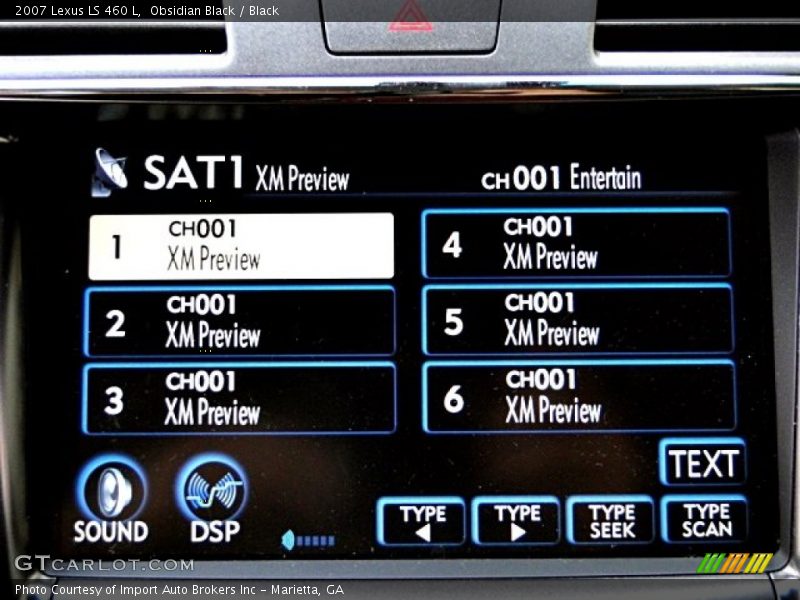 2007 Lexus LS 460 L,  Obsidian Black / Black
SAT1 XM Preview CH001 Entertain
1 CH001
XM Preview
2 CH001
XM Preview
3 CH001
XM Preview
4 CH001
XM Preview
5 CH001
XM Preview
6 CH001
XM Preview
TEXT
SOUND
DSP
TYPE
TYPE
TYPE
SEEK
TYPE
SCAN
GTCARLOT.COM
Photo Courtesy of Import Auto Brokers Inc - Marietta, GA